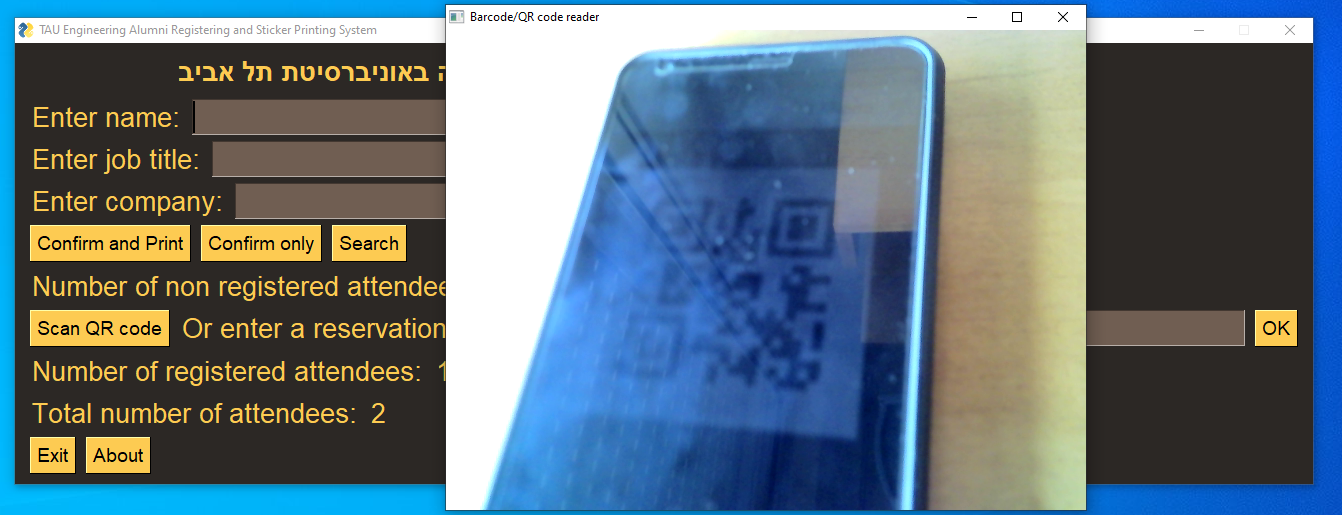 TAU Engineering Alumni Registering and Sticker Printing System
Barcode/QR code reader
ה באוניברסיטת תל אביב
Enter name:
Enter job title:
Enter company:
Confirm and Print Confirm only Search
Number of non registered attendee
Scan QR code Or enter a reservation OK
Number of registered attendees: 1
Total number of attendees: 2
Exit About